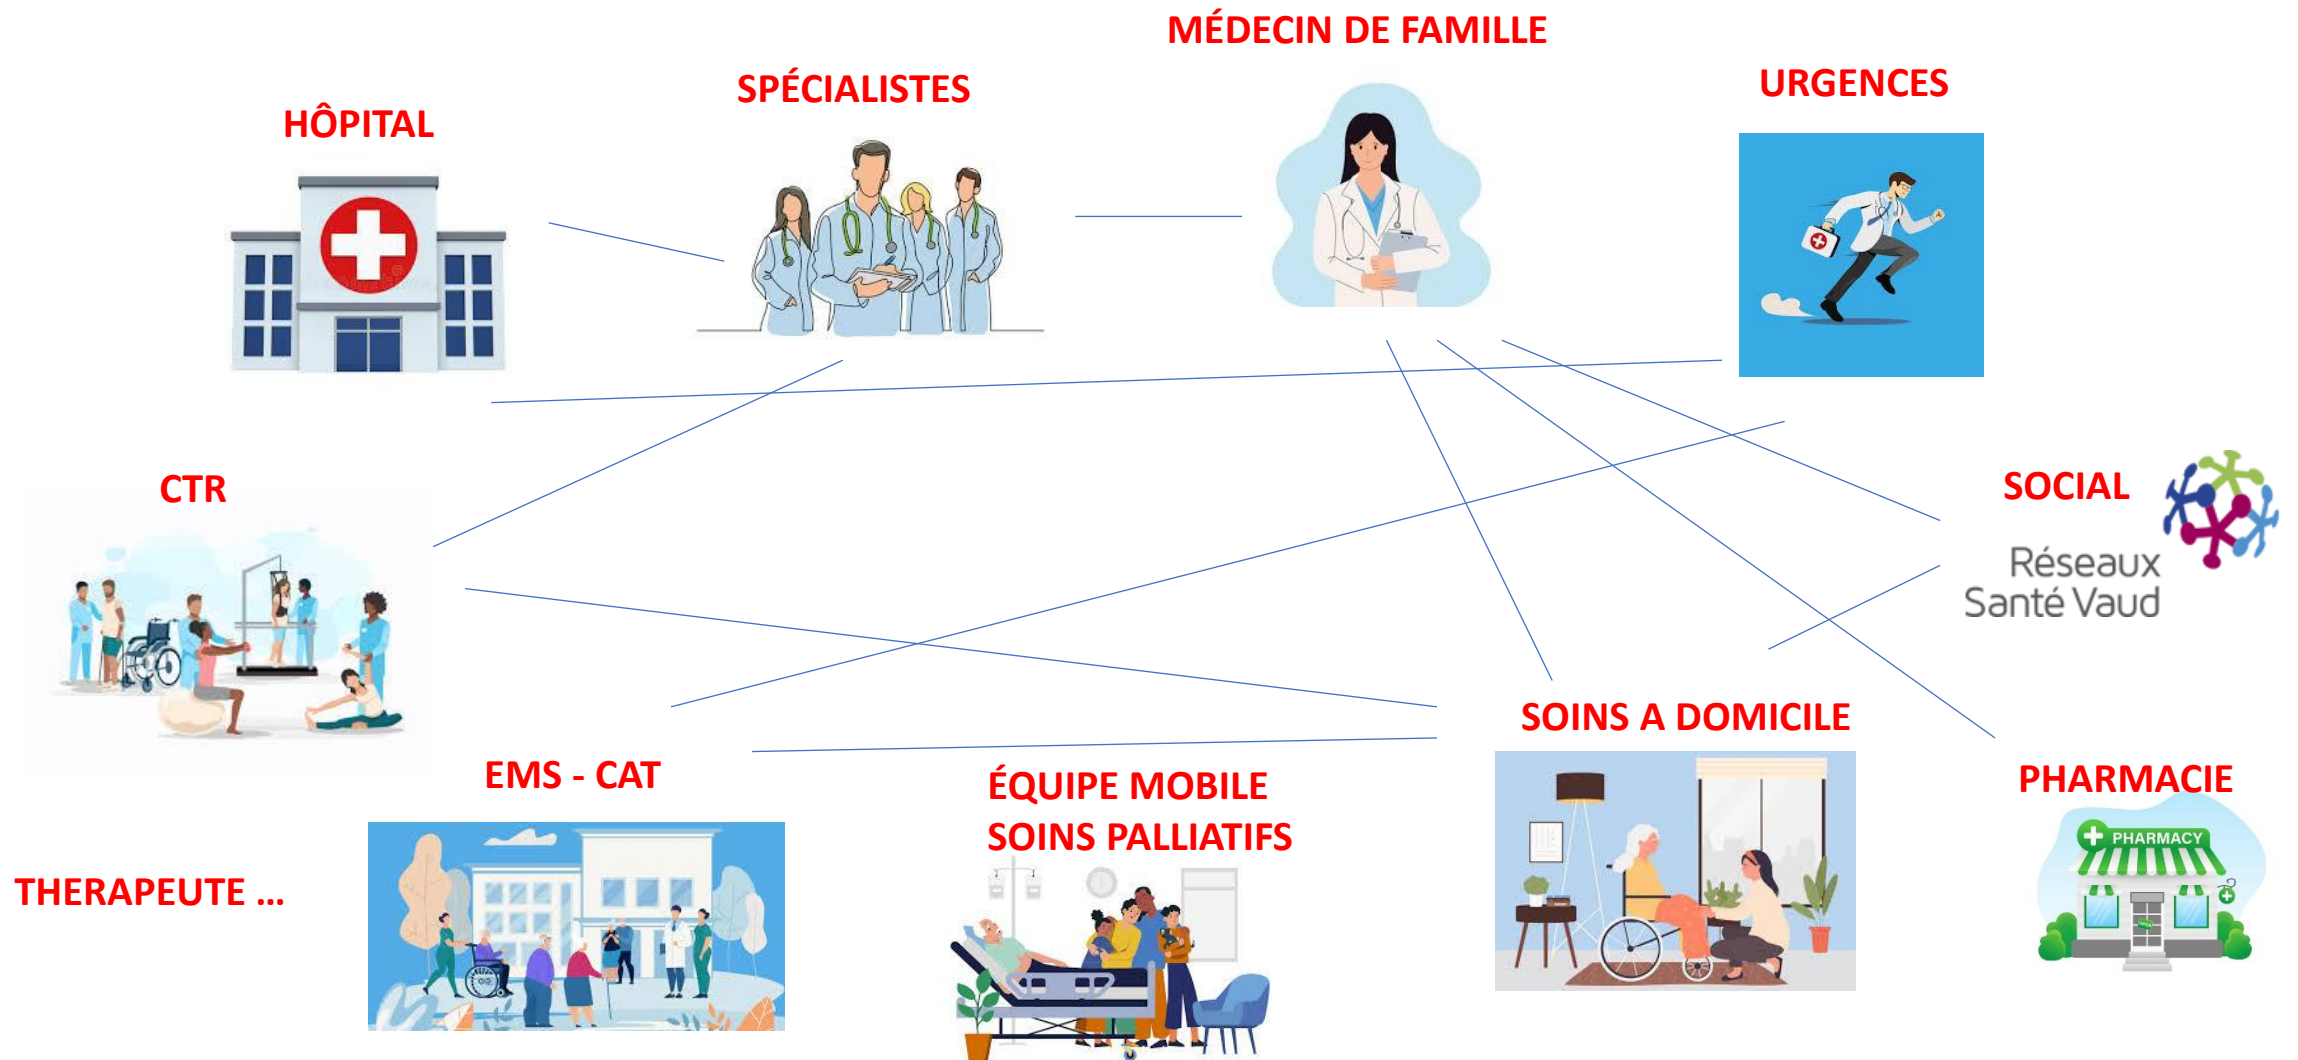 MÉDECIN DE FAMILLE
SPÉCIALISTES
URGENCES
HÔPITAL
CTR
SOCIAL
Réseaux
Santé Vaud
SOINS A DOMICILE
EMS - CAT
ÉQUIPE MOBILE
SOINS PALLIATIFS
PHARMACIE
PHARMACY
THERAPEUTE ...